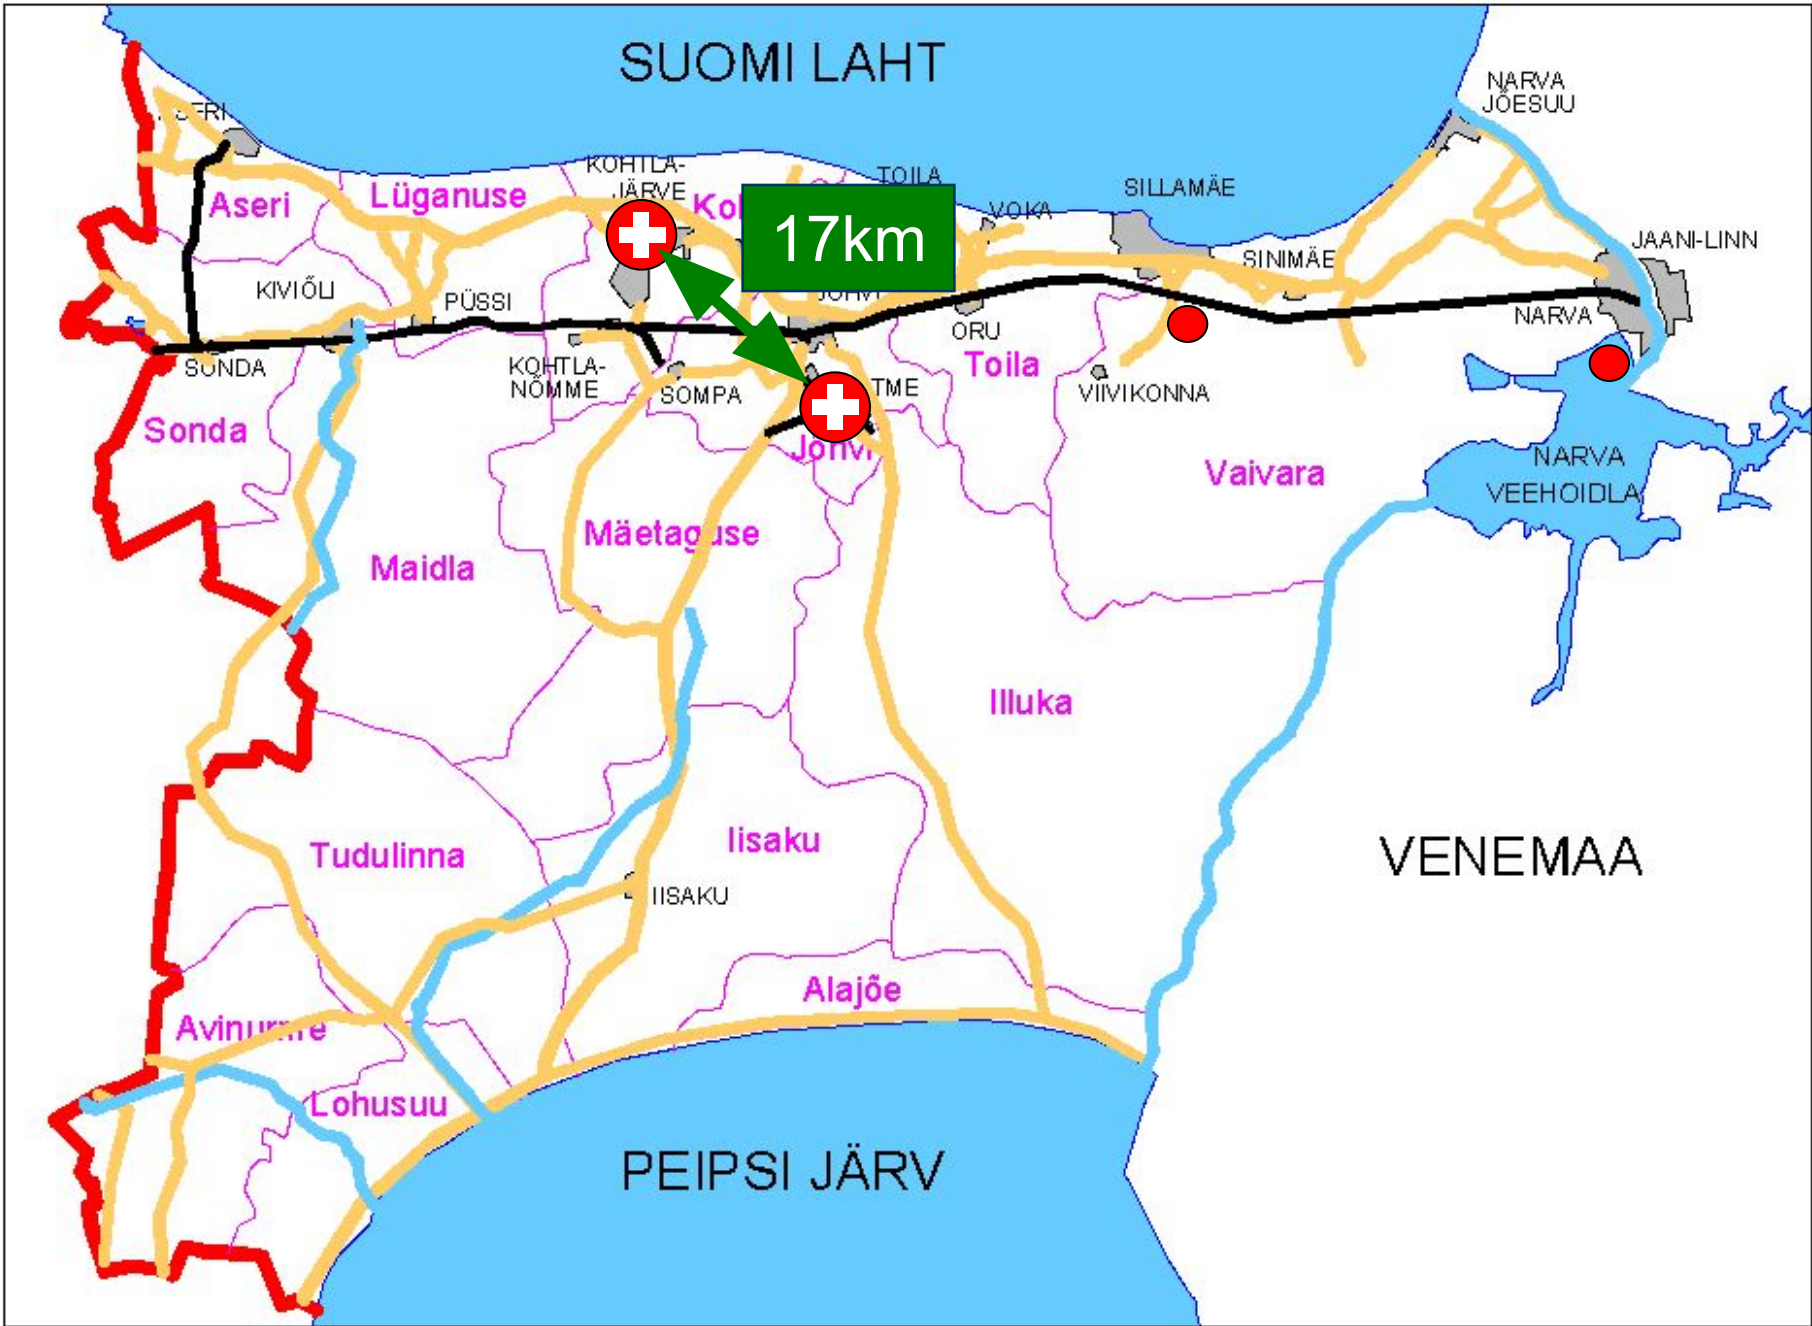 SUOMI LAHT
NARVA
JÕESUU
KOHTLA-
JÄRVE
TOILA
SILLAMÄE
Aseri
Lüganuse
17km
VOKA
JAANI-LINN
SINIMÄE
KIVIÕLI
PÜSSI
NARVA
ORU
SONDA
KOHTLA-
NÕMME
SOMPA
Toila
VIIVIKONNA
Sonda
NARVA
VEEHOIDLA
Vaivara
Mäetaguse
Maidla
Illuka
Iisaku
Tudulinna
VENEMAA
IISAKU
Alajõe
Lohusuu
PEIPSI JÄRV